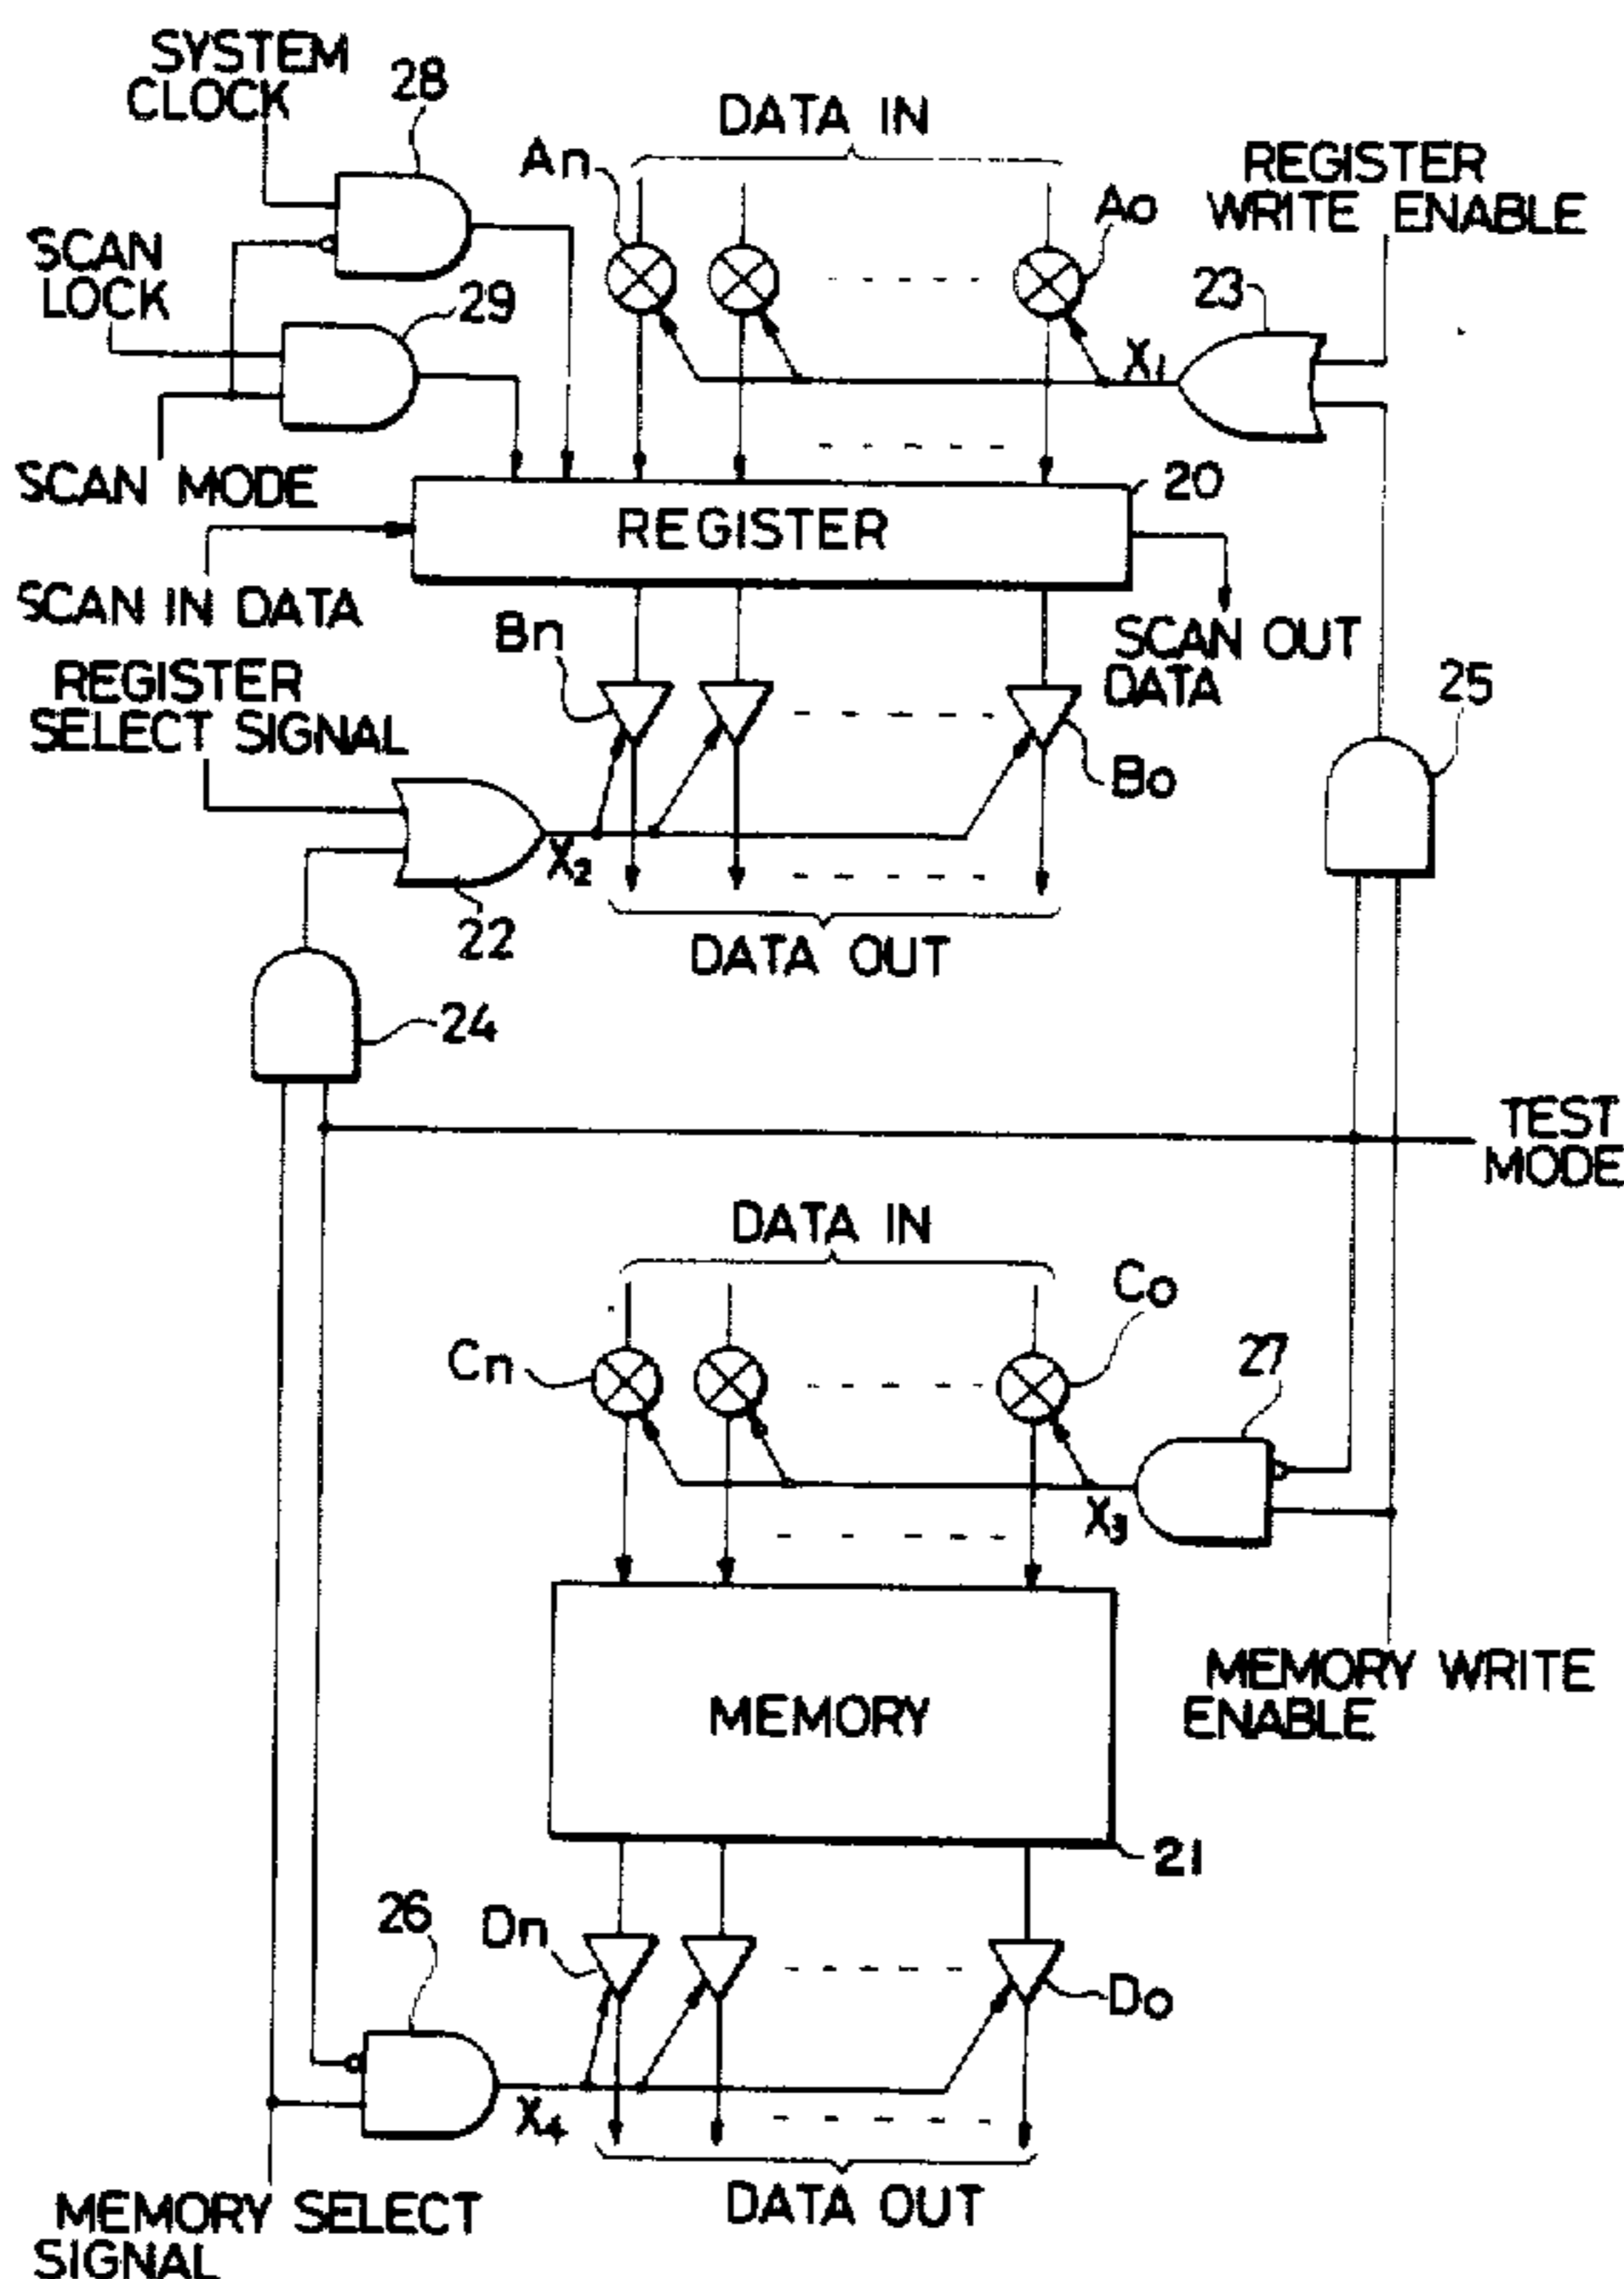 SYSTEM
CLOCK
28
DATA IN
An
Ao
REGISTER
WRITE ENABLE
SCAN
LOCK
29
23
X1
SCAN MODE
20
REGISTER
SCAN IN DATA
SCAN OUT
DATA
Bn
REGISTER
SELECT SIGNAL
25
Bo
X2
22
DATA OUT
24
TEST
MODE
DATA IN
Co
Cn
27
X3
MEMORY WRITE
ENABLE
MEMORY
21
26
Dn
Do
X4
DATA OUT
MEMORY SELECT
SIGNAL